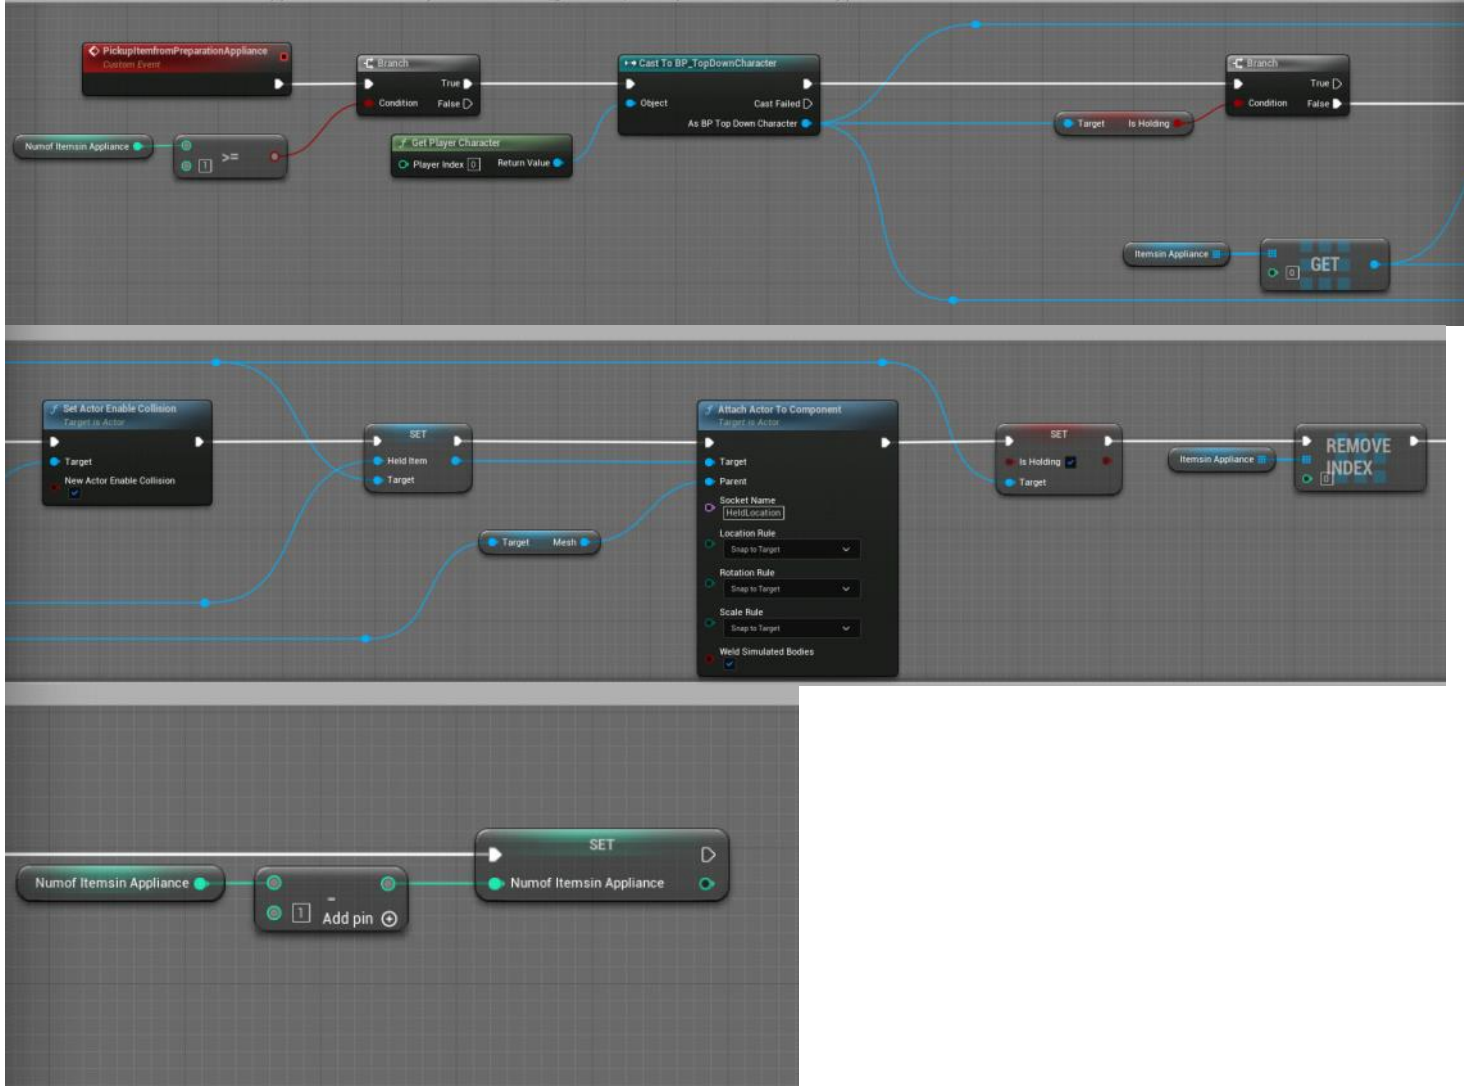 PickupItemfromPreparationAppliance
Custom Event
Branch
True
Condition
False
Numof Itemsin Appliance
1
>=
Get Player Character
Player Index 0
Return Value
Cast To BP_TopDownCharacter
Object
Cast Failed
As BP Top Down Character
Target
Is Holding
Branch
True
Condition
False
Itemsin Appliance
0
GET
Set Actor Enable Collision
Target is Actor
Target
New Actor Enable Collision
SET
Held Item
Target
Target
Mesh
Attach Actor To Component
Target is Actor
Target
Parent
Socket Name
HeldLocation
Location Rule
Snap to Target
Rotation Rule
Snap to Target
Scale Rule
Snap to Target
Weld Simulated Bodies
SET
Is Holding
Target
Itemsin Appliance
REMOVE
INDEX
0
Numof Itemsin Appliance
-
1
Add pin
SET
Numof Itemsin Appliance